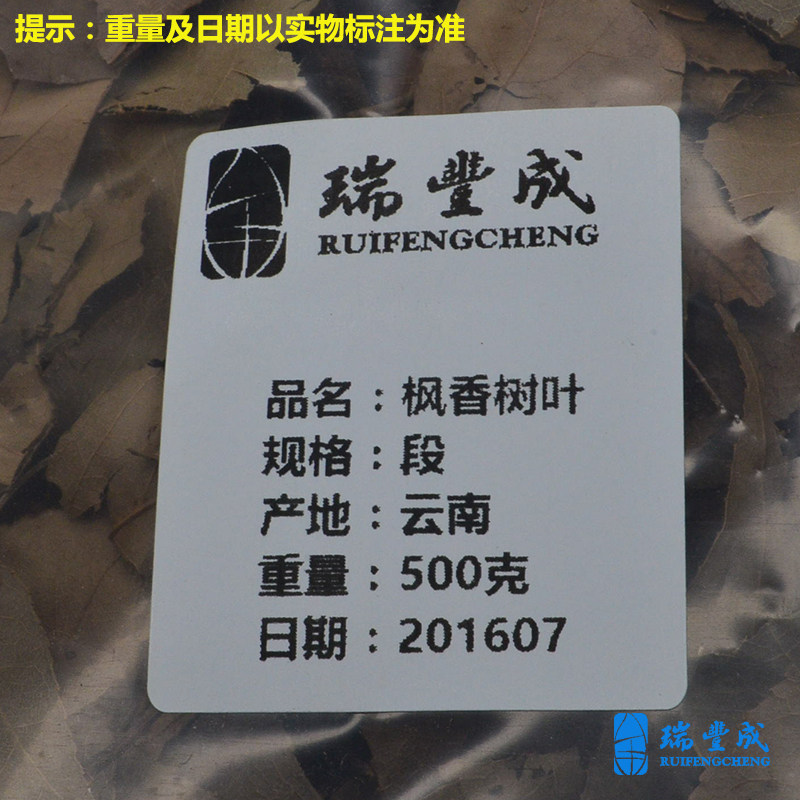 提示：重量及日期以实物标注为准
瑞豐成
RUIFENGCHENG
品名：枫香树叶
规格：段
产地：云南
重量：500克
日期：201607
瑞豐成
RUIFENGCHENG